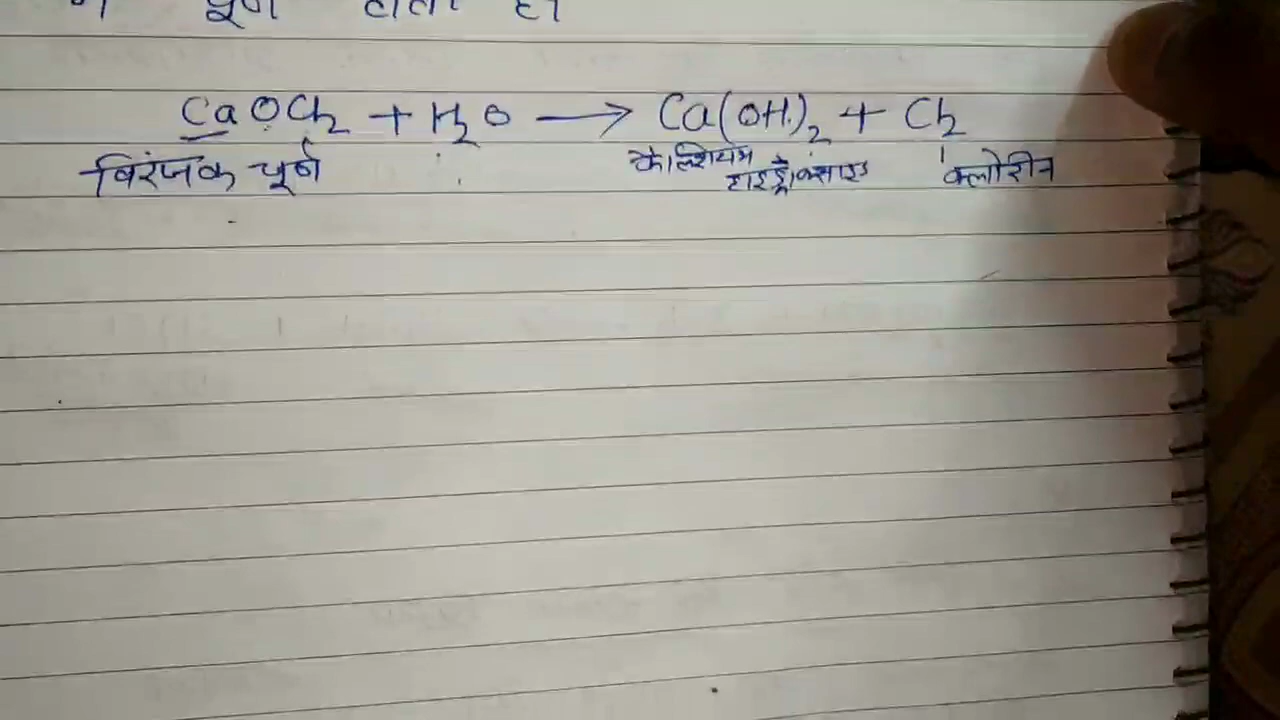 पूर्ण होता है।
CaOCl₂ + H₂O ⟶ Ca(OH)₂ + Cl₂
विरंजक चूर्ण कैल्शियम हाइड्रोक्साइड क्लोरीन